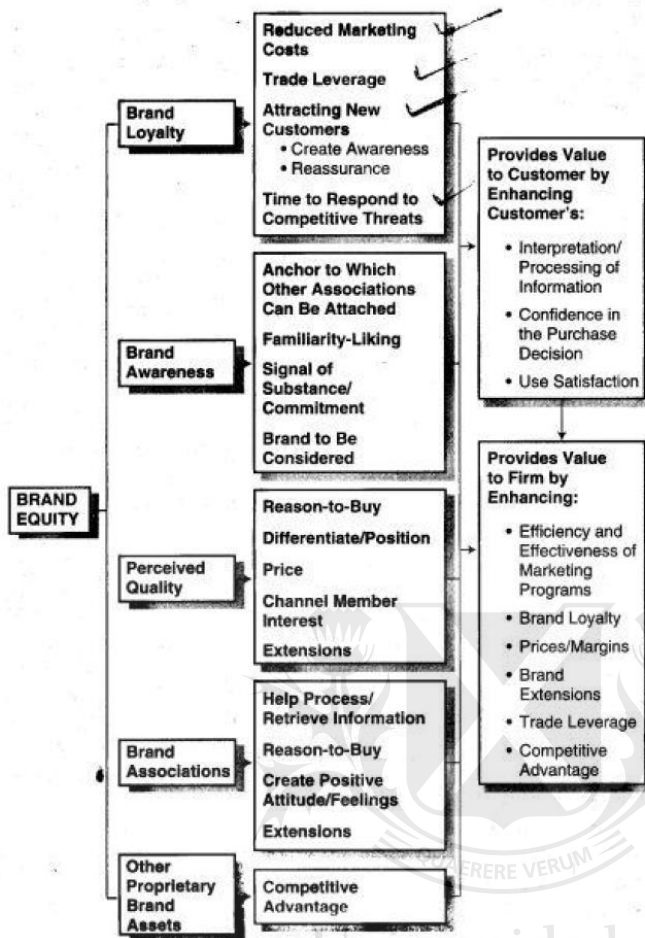 BRAND
EQUITY
Brand
Loyalty
Reduced Marketing
Costs
Trade Leverage
Attracting New
Customers
• Create Awareness
• Reassurance
Time to Respond to
Competitive Threats
Brand
Awareness
Anchor to Which
Other Associations
Can Be Attached
Familiarity-Liking
Signal of
Substance/
Commitment
Brand to Be
Considered
Perceived
Quality
Reason-to-Buy
Differentiate/Position
Price
Channel Member
Interest
Extensions
Brand
Associations
Help Process/
Retrieve Information
Reason-to-Buy
Create Positive
Attitude/Feelings
Extensions
Other
Proprietary
Brand
Assets
Competitive
Advantage
Provides Value
to Customer by
Enhancing
Customer's:
• Interpretation/
Processing of
Information
• Confidence in
the Purchase
Decision
• Use Satisfaction
Provides Value
to Firm by
Enhancing:
• Efficiency and
Effectiveness of
Marketing
Programs
• Brand Loyalty
• Prices/Margins
• Brand
Extensions
• Trade Leverage
• Competitive
Advantage
QUAERERE VERUM